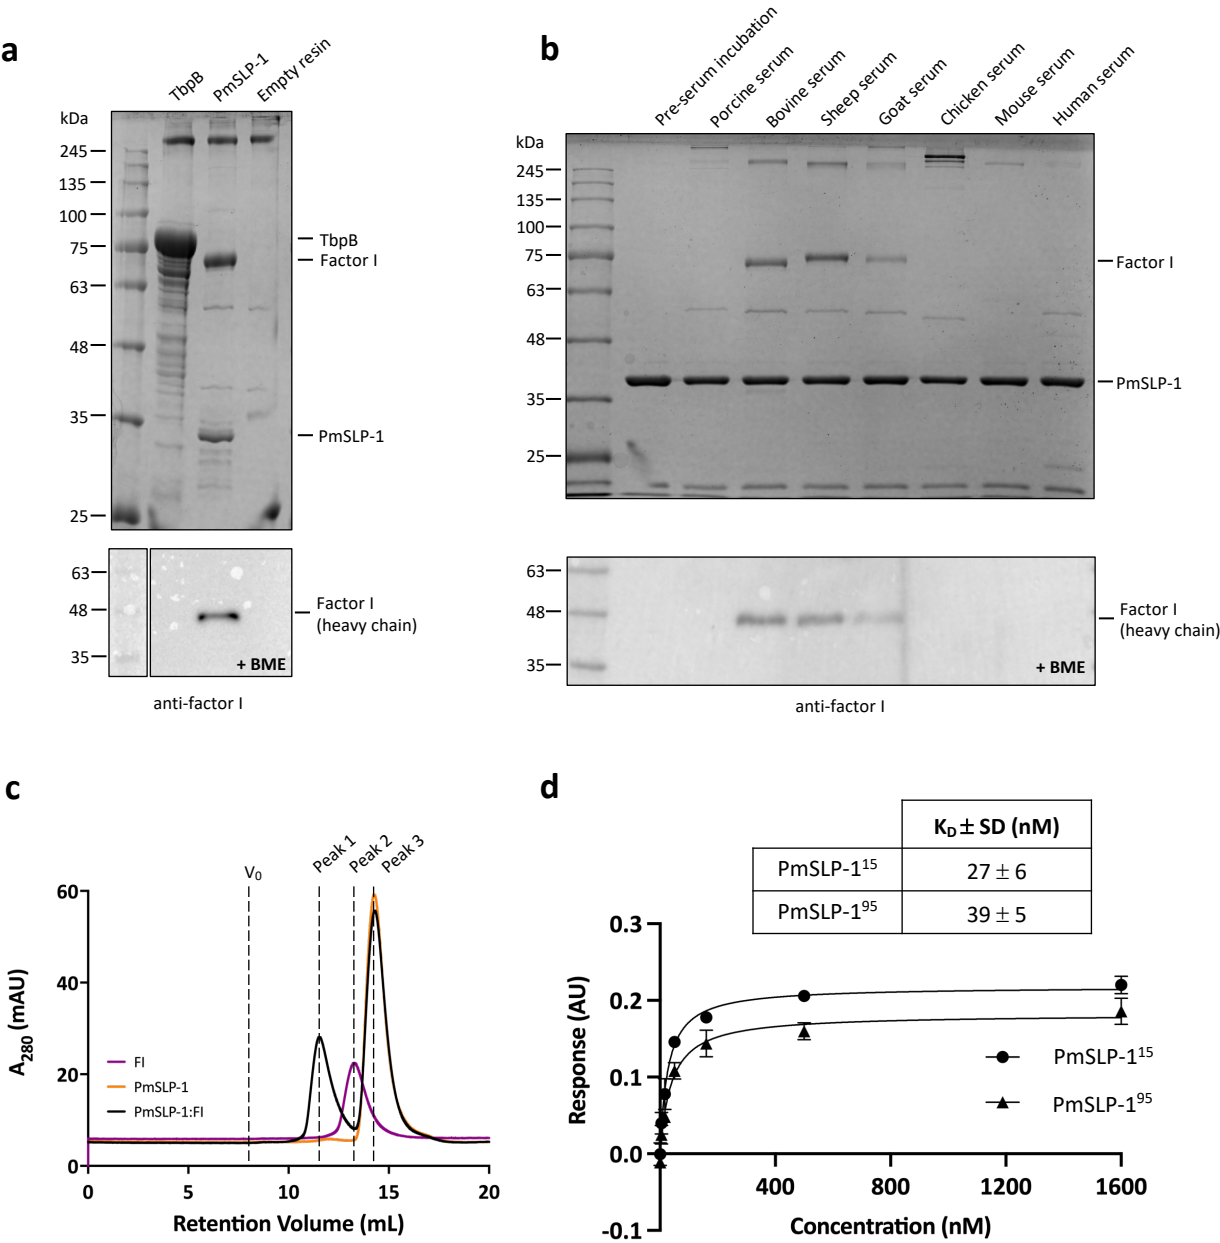 a
TbpB
PmSLP-1
Empty resin
kDa
245
135
100
75
63
48
35
25
TbpB
Factor I
PmSLP-1
63
48
35
Factor I
(heavy chain)
+ BME
anti-factor I
b
Pre-serum incubation
Porcine serum
Bovine serum
Sheep serum
Goat serum
Chicken serum
Mouse serum
Human serum
kDa
245
135
100
75
63
48
35
25
Factor I
PmSLP-1
63
48
35
Factor I
(heavy chain)
+ BME
anti-factor I
c
V₀
Peak 1
Peak 2
Peak 3
60
40
20
0
A₂₈₀ (mAU)
FI
PmSLP-1
PmSLP-1:FI
0 5 10 15 20
Retention Volume (mL)
d
K_D ± SD (nM)
PmSLP-1¹⁵ 27 ± 6
PmSLP-1⁹⁵ 39 ± 5
0.3
0.2
0.1
0.0
-0.1
Response (AU)
PmSLP-1¹⁵
PmSLP-1⁹⁵
400 800 1200 1600
Concentration (nM)